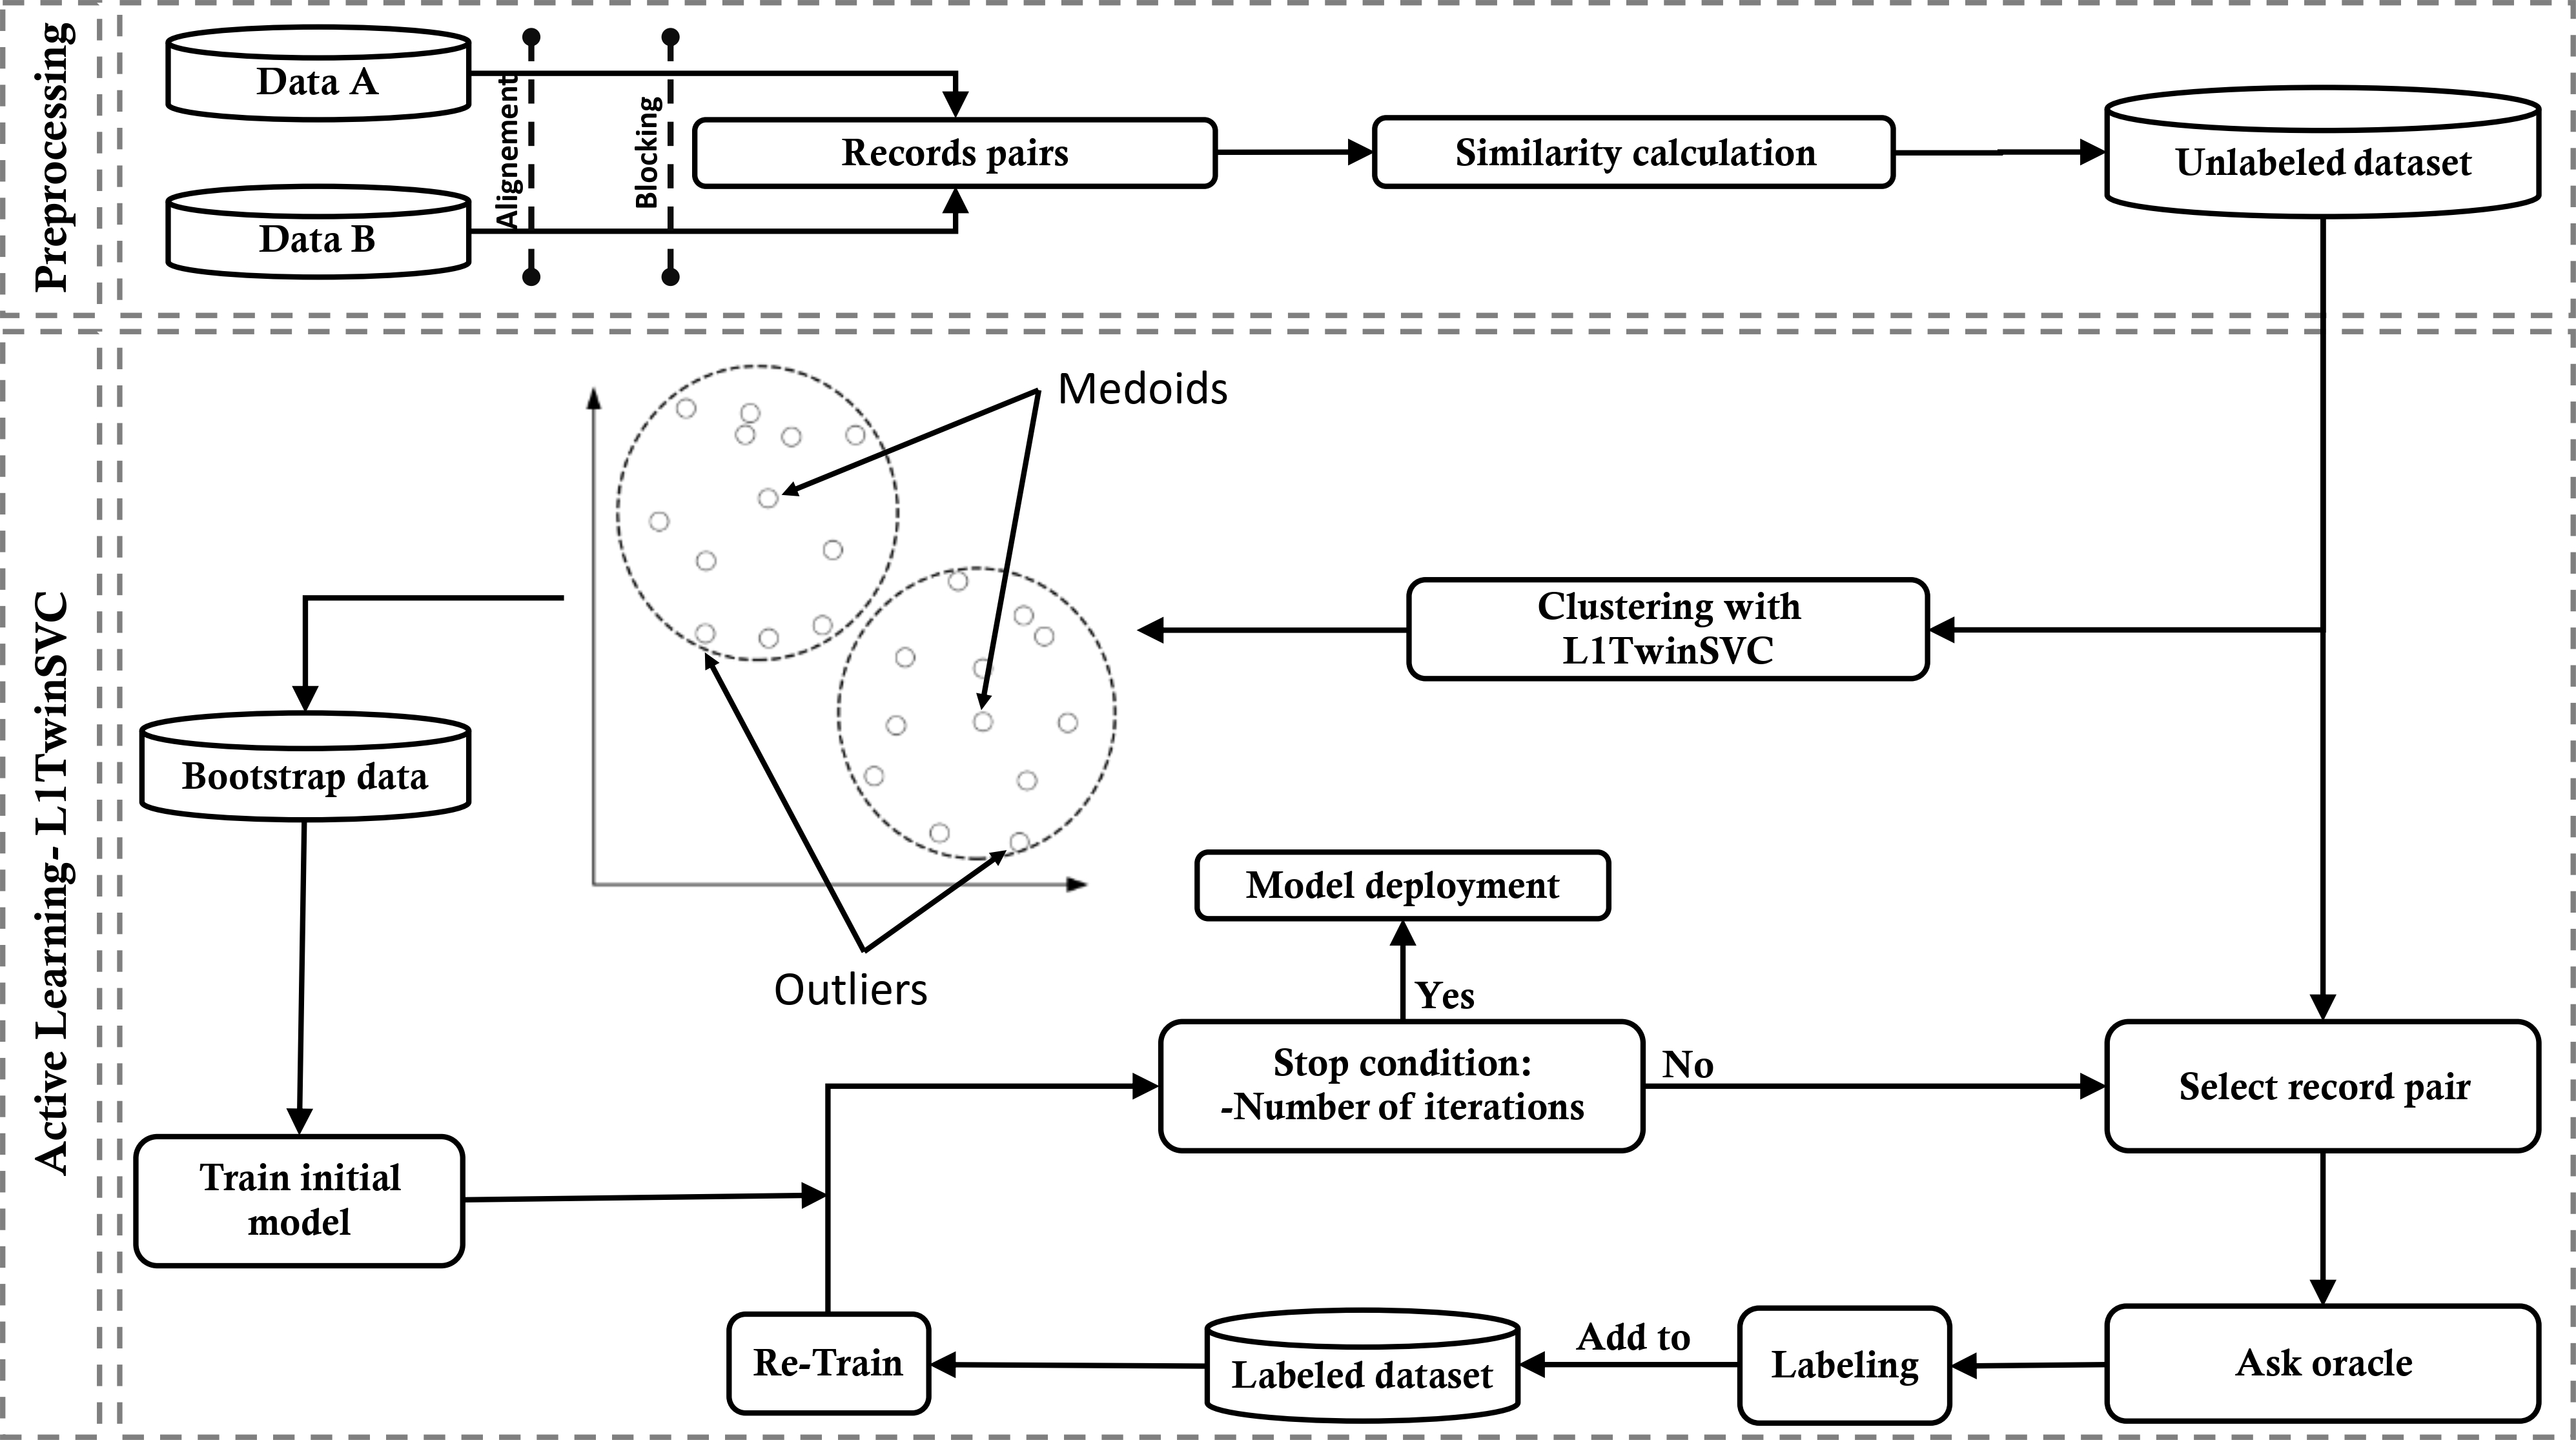 Preprocessing
Data A
Data B
Alignement
Blocking
Records pairs
Similarity calculation
Unlabeled dataset
Active Learning- L1TwinSVC
Medoids
Clustering with
L1TwinSVC
Bootstrap data
Outliers
Model deployment
Yes
Stop condition:
-Number of iterations
No
Select record pair
Train initial
model
Re-Train
Labeled dataset
Add to
Labeling
Ask oracle